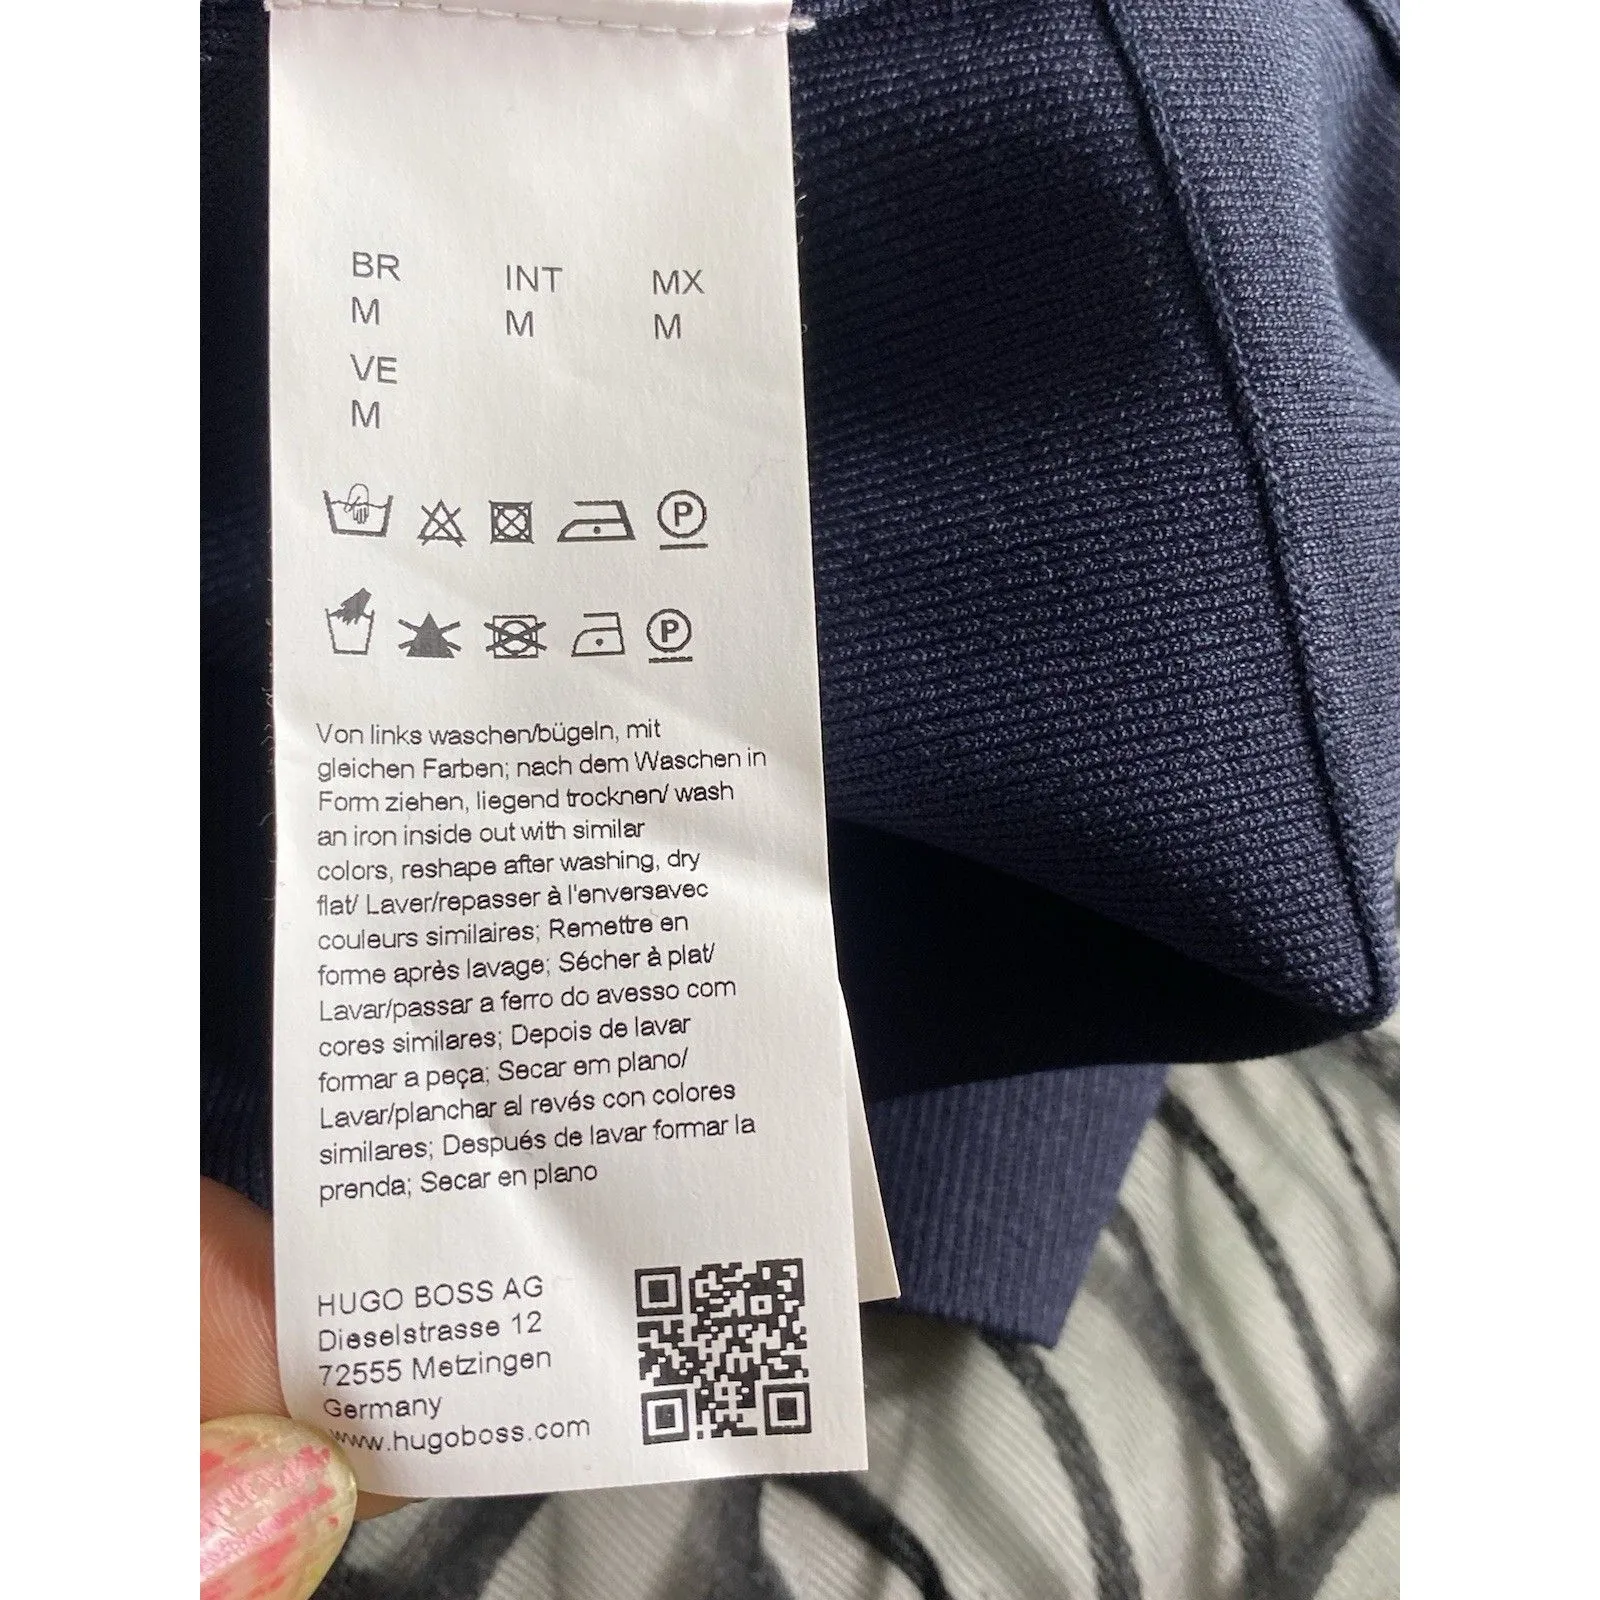 BR INT MX
M M M
VE
M
P
P
Von links waschen/bügeln, mit
gleichen Farben; nach dem Waschen in
Form ziehen, liegend trocknen/ wash
an iron inside out with similar
colors, reshape after washing, dry
flat/ Laver/repasser à l'enversavec
couleurs similaires; Remettre en
forme après lavage; Sécher à plat/
Lavar/passar a ferro do avesso com
cores similares; Depois de lavar
formar a peça; Secar em plano/
Lavar/planchar al revés con colores
similares; Después de lavar formar la
prenda; Secar en plano
HUGO BOSS AG
Dieselstrasse 12
72555 Metzingen
Germany
www.hugoboss.com